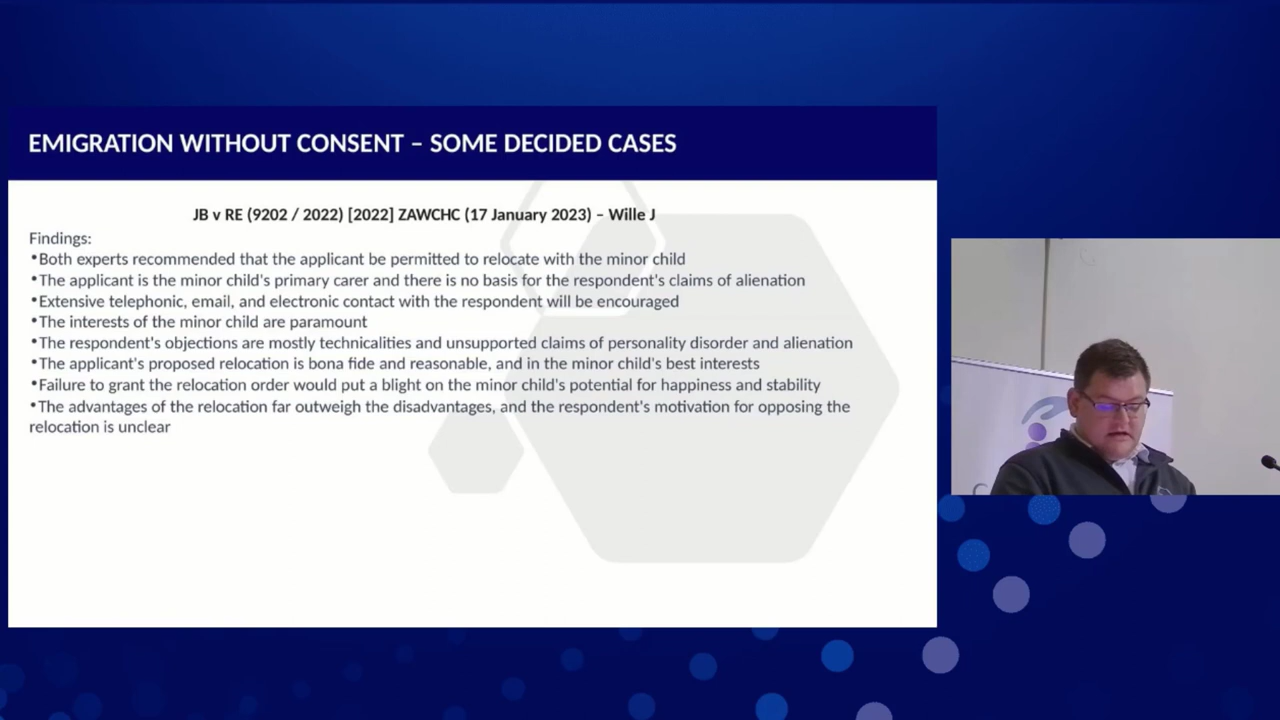 EMIGRATION WITHOUT CONSENT – SOME DECIDED CASES
JB v RE (9202 / 2022) [2022] ZAWCHC (17 January 2023) – Wille J
Findings:
•Both experts recommended that the applicant be permitted to relocate with the minor child
•The applicant is the minor child's primary carer and there is no basis for the respondent's claims of alienation
•Extensive telephonic, email, and electronic contact with the respondent will be encouraged
•The interests of the minor child are paramount
•The respondent's objections are mostly technicalities and unsupported claims of personality disorder and alienation
•The applicant's proposed relocation is bona fide and reasonable, and in the minor child's best interests
•Failure to grant the relocation order would put a blight on the minor child's potential for happiness and stability
•The advantages of the relocation far outweigh the disadvantages, and the respondent's motivation for opposing the
relocation is unclear